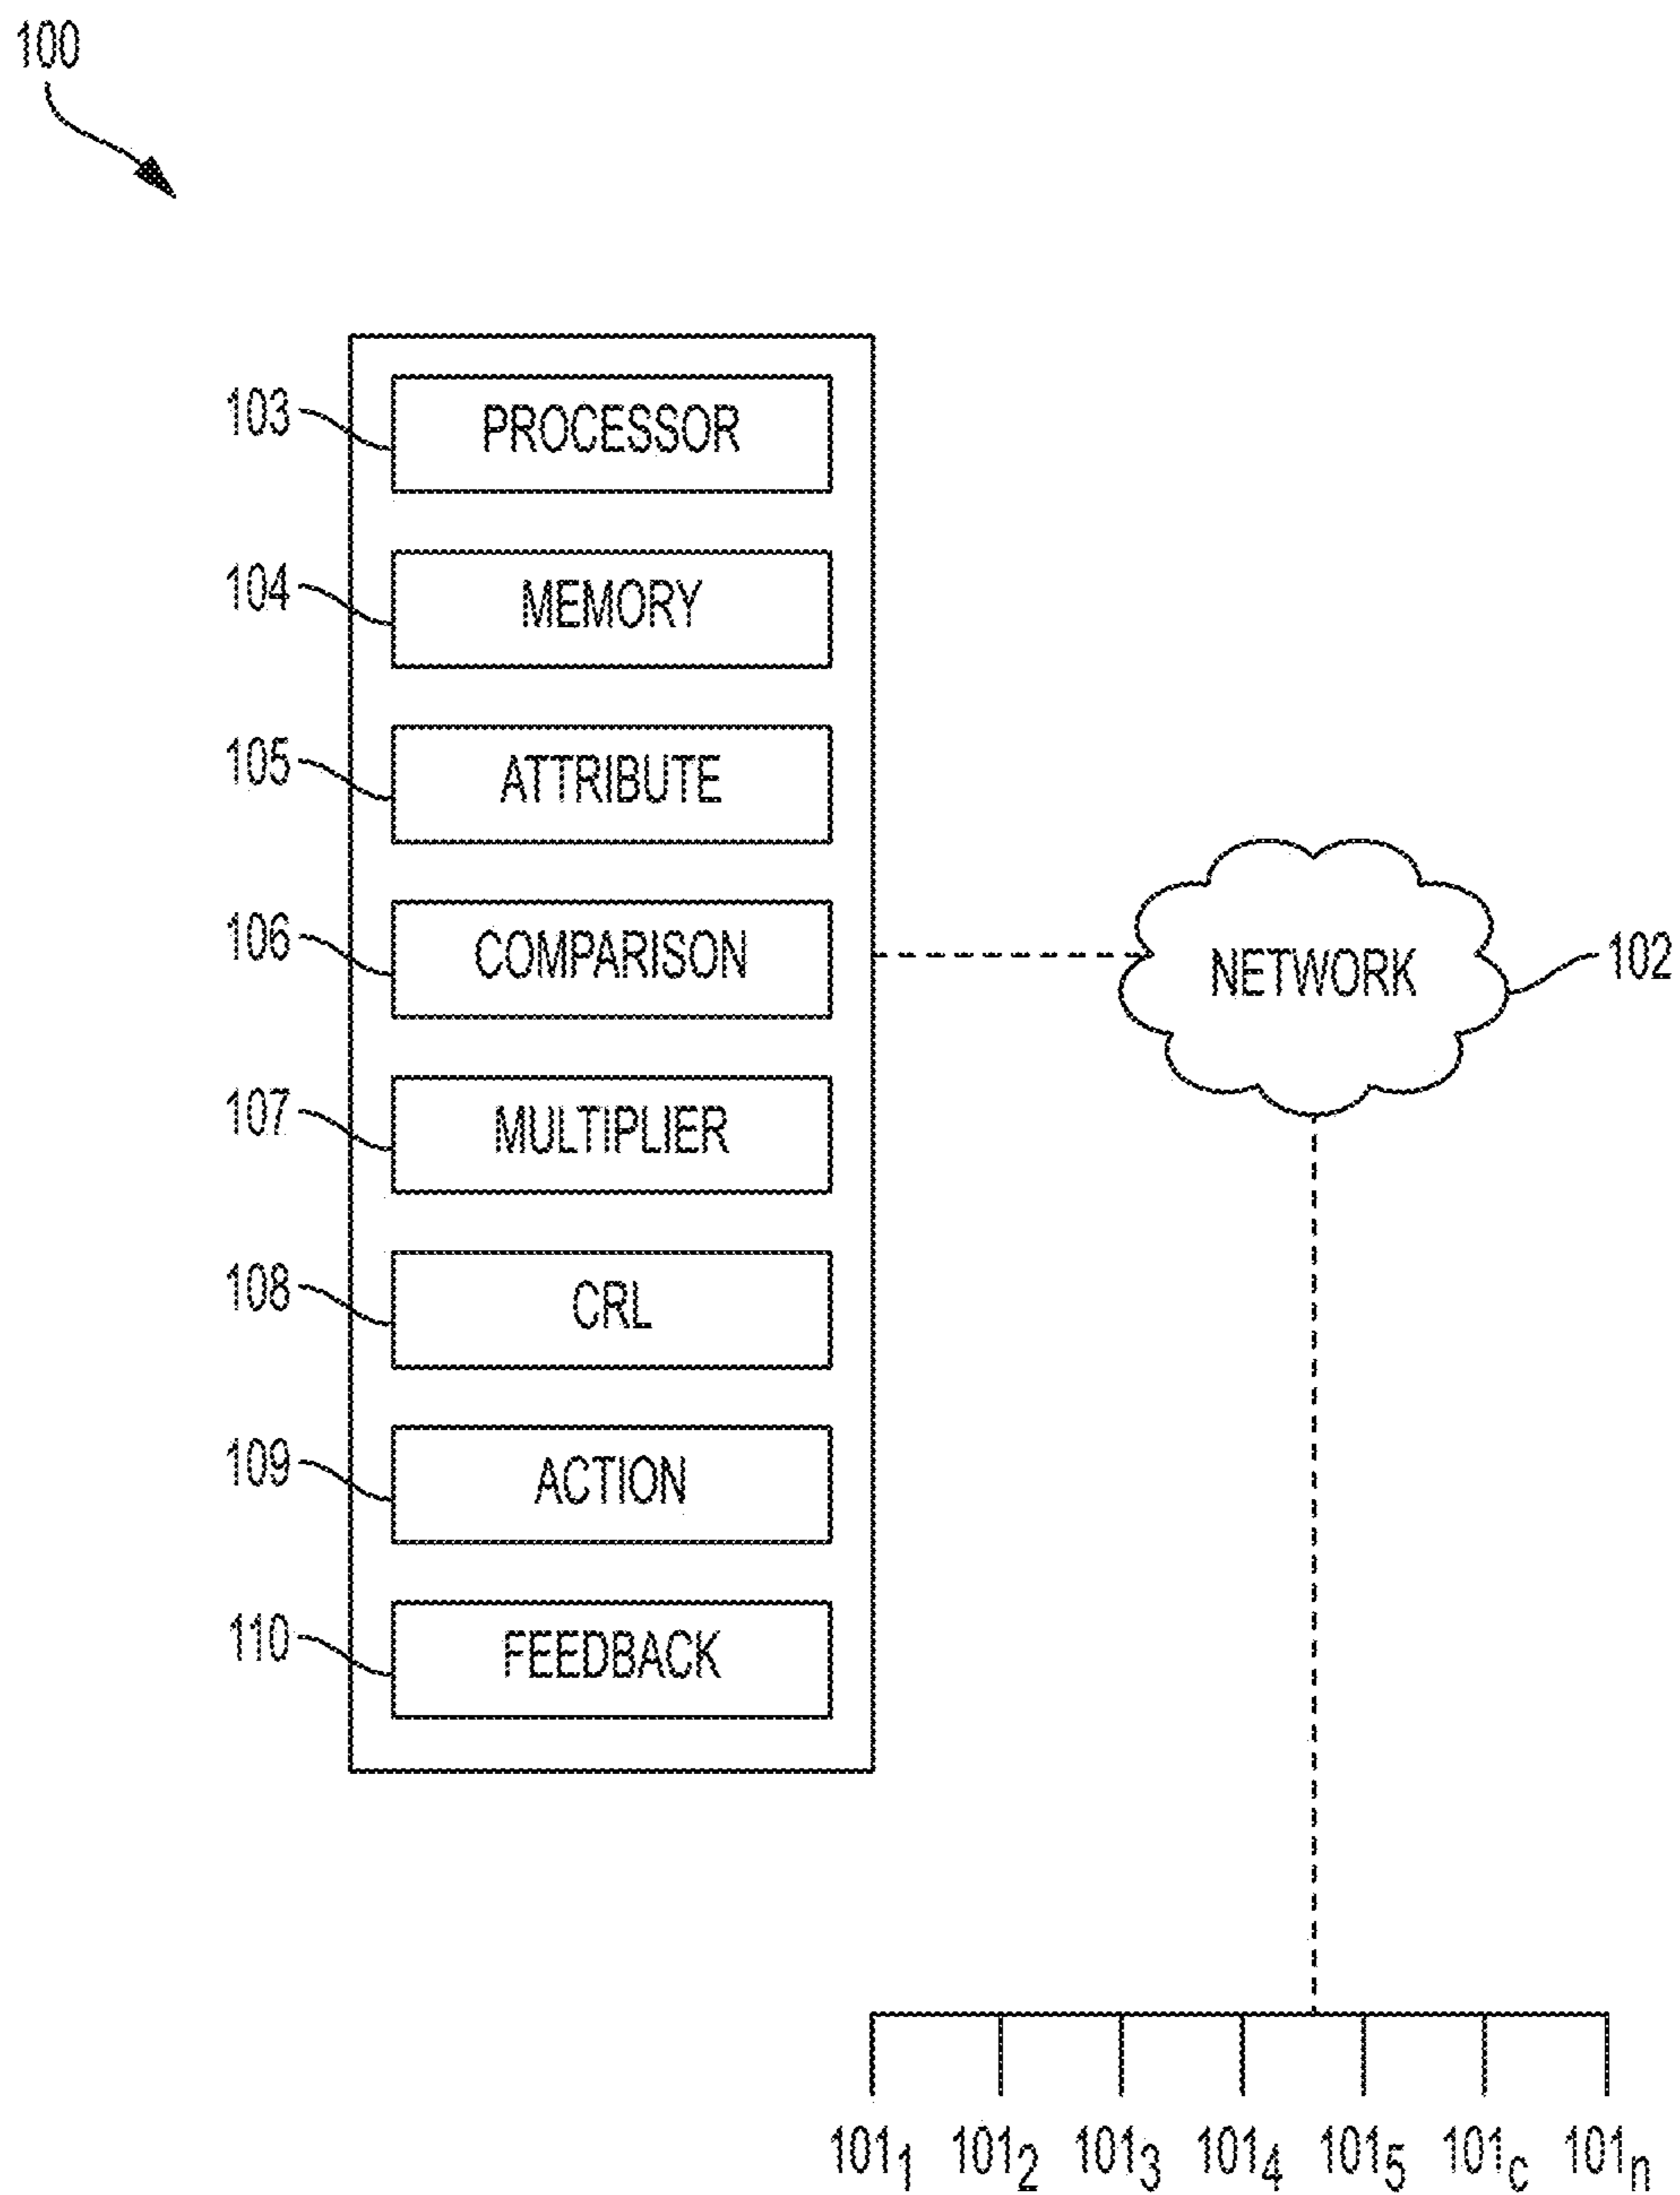 100
103 PROCESSOR
104 MEMORY
105 ATTRIBUTE
106 COMPARISON
NETWORK 102
107 MULTIPLIER
108 CRL
109 ACTION
110 FEEDBACK
101₁ 101₂ 101₃ 101₄ 101₅ 101c 101n